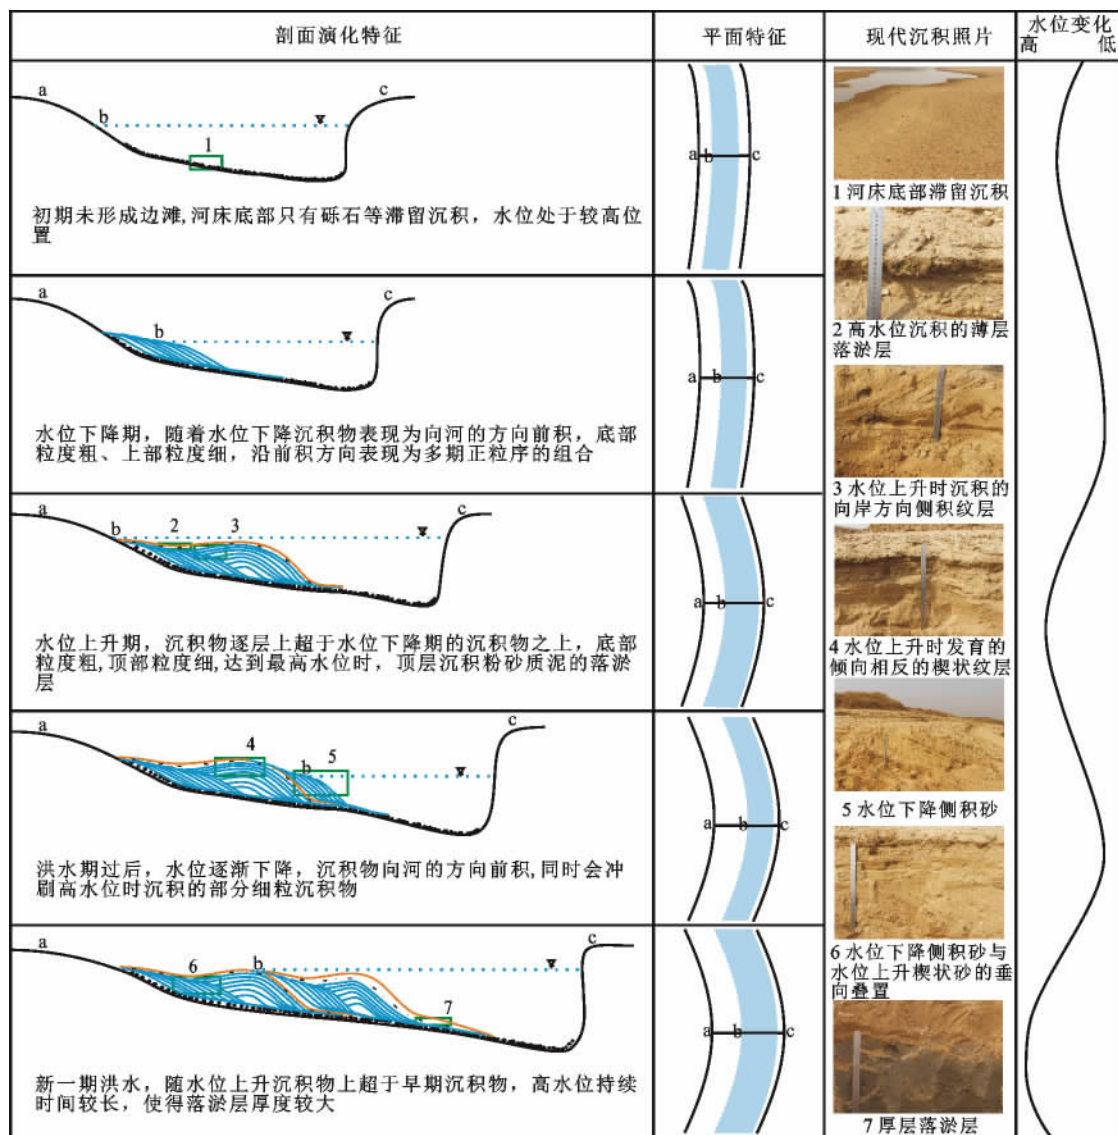 剖面演化特征
平面特征
现代沉积照片
水位变化
高 低
a
b
c
1
初期未形成边滩,河床底部只有砾石等滞留沉积，水位处于较高位
置
a
b
c
a
b
c
水位下降期，随着水位下降沉积物表现为向河的方向前积，底部
粒度粗、上部粒度细，沿前积方向表现为多期正粒序的组合
a
b
c
a
b
2
3
c
水位上升期，沉积物逐层上超于水位下降期的沉积物之上，底部
粒度粗,顶部粒度细,达到最高水位时，顶层沉积粉砂质泥的落淤
层
a
b
c
a
4
b
5
c
洪水期过后，水位逐渐下降，沉积物向河的方向前积,同时会冲
刷高水位时沉积的部分细粒沉积物
a
b
c
a
6
b
7
c
新一期洪水，随水位上升沉积物上超于早期沉积物，高水位持续
时间较长，使得落淤层厚度较大
a
b
c
1 河床底部滞留沉积
2 高水位沉积的薄层
落淤层
3 水位上升时沉积的
向岸方向侧积纹层
4 水位上升时发育的
倾向相反的楔状纹层
5 水位下降侧积砂
6 水位下降侧积砂与
水位上升楔状砂的垂
向叠置
7 厚层落淤层